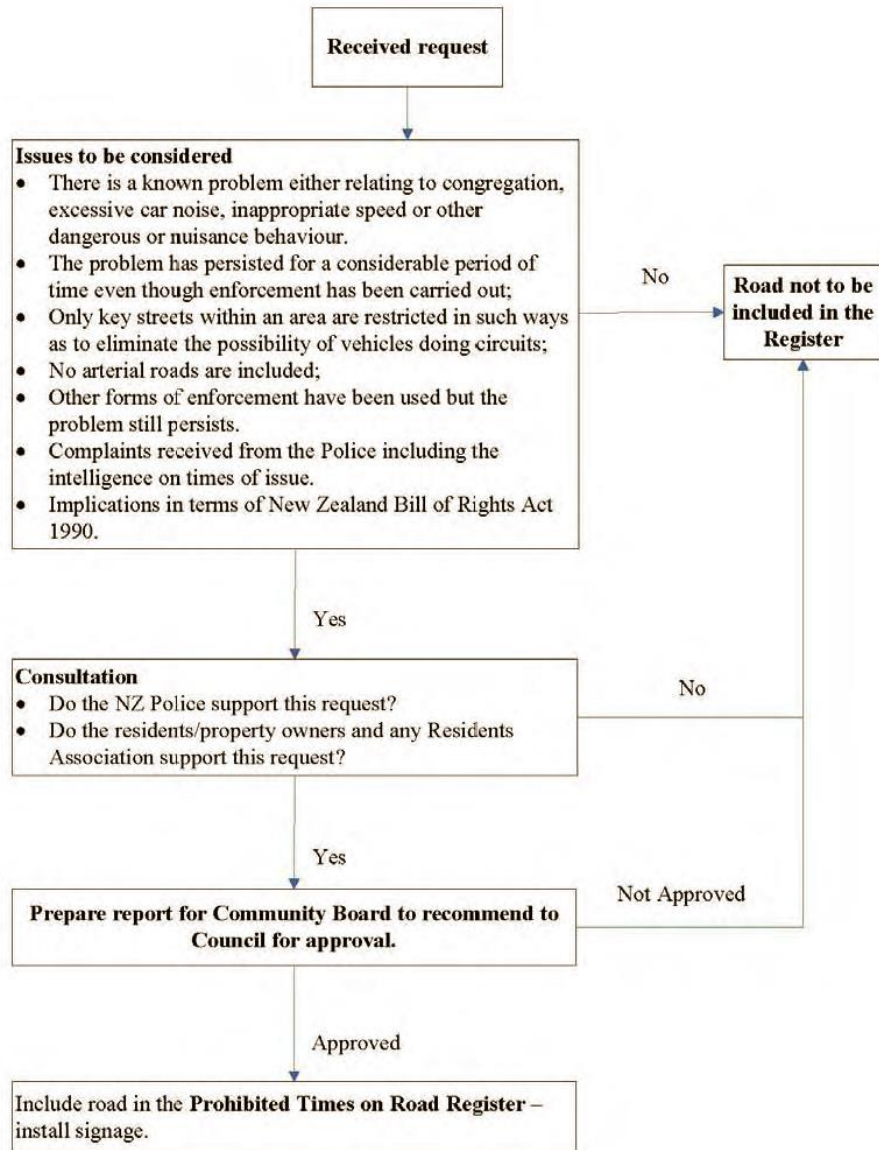 Received request
Issues to be considered
• There is a known problem either relating to congregation,
excessive car noise, inappropriate speed or other
dangerous or nuisance behaviour.
• The problem has persisted for a considerable period of
time even though enforcement has been carried out;
• Only key streets within an area are restricted in such ways
as to eliminate the possibility of vehicles doing circuits;
• No arterial roads are included;
• Other forms of enforcement have been used but the
problem still persists.
• Complaints received from the Police including the
intelligence on times of issue.
• Implications in terms of New Zealand Bill of Rights Act
1990.
No
Road not to be
included in the
Register
Yes
Consultation
• Do the NZ Police support this request?
• Do the residents/property owners and any Residents
Association support this request?
No
Yes
Prepare report for Community Board to recommend to
Council for approval.
Not Approved
Approved
Include road in the Prohibited Times on Road Register –
install signage.